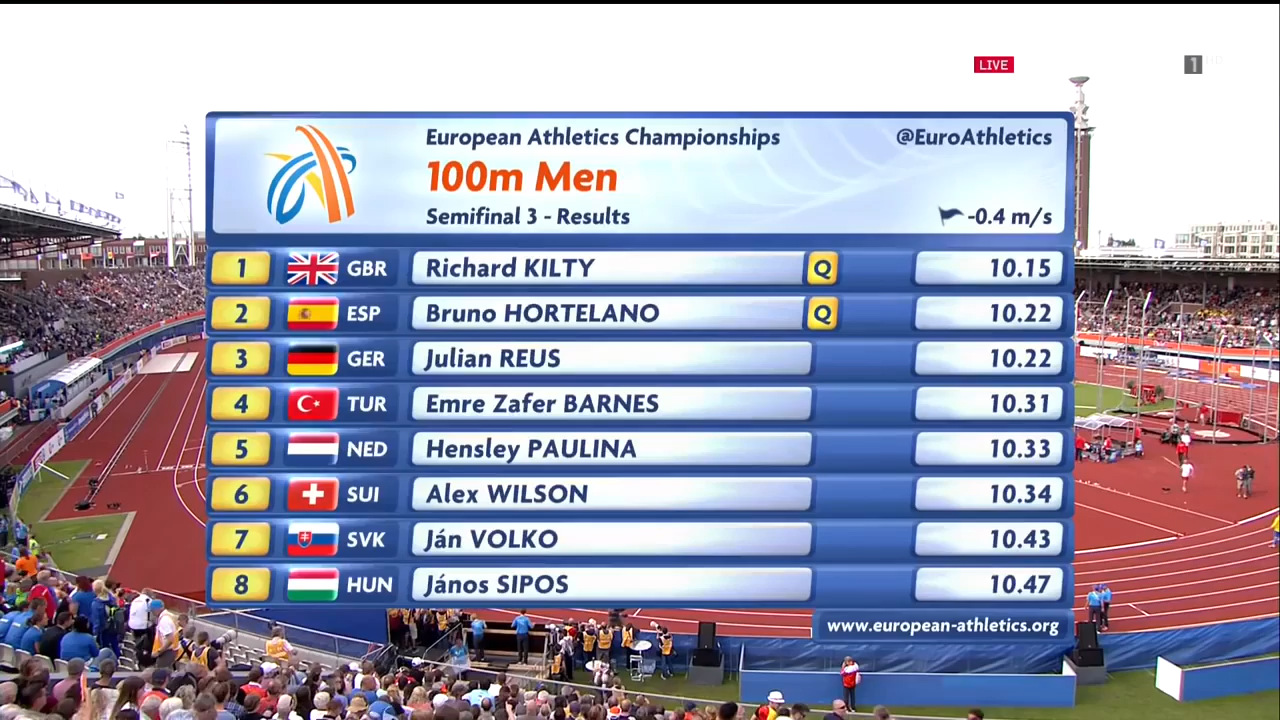 LIVE
1
European Athletics Championships @EuroAthletics
100m Men
Semifinal 3 - Results -0.4 m/s
1 GBR Richard KILTY Q 10.15
2 ESP Bruno HORTELANO Q 10.22
3 GER Julian REUS 10.22
4 TUR Emre Zafer BARNES 10.31
5 NED Hensley PAULINA 10.33
6 SUI Alex WILSON 10.34
7 SVK Ján VOLKO 10.43
8 HUN János SIPOS 10.47
www.european-athletics.org